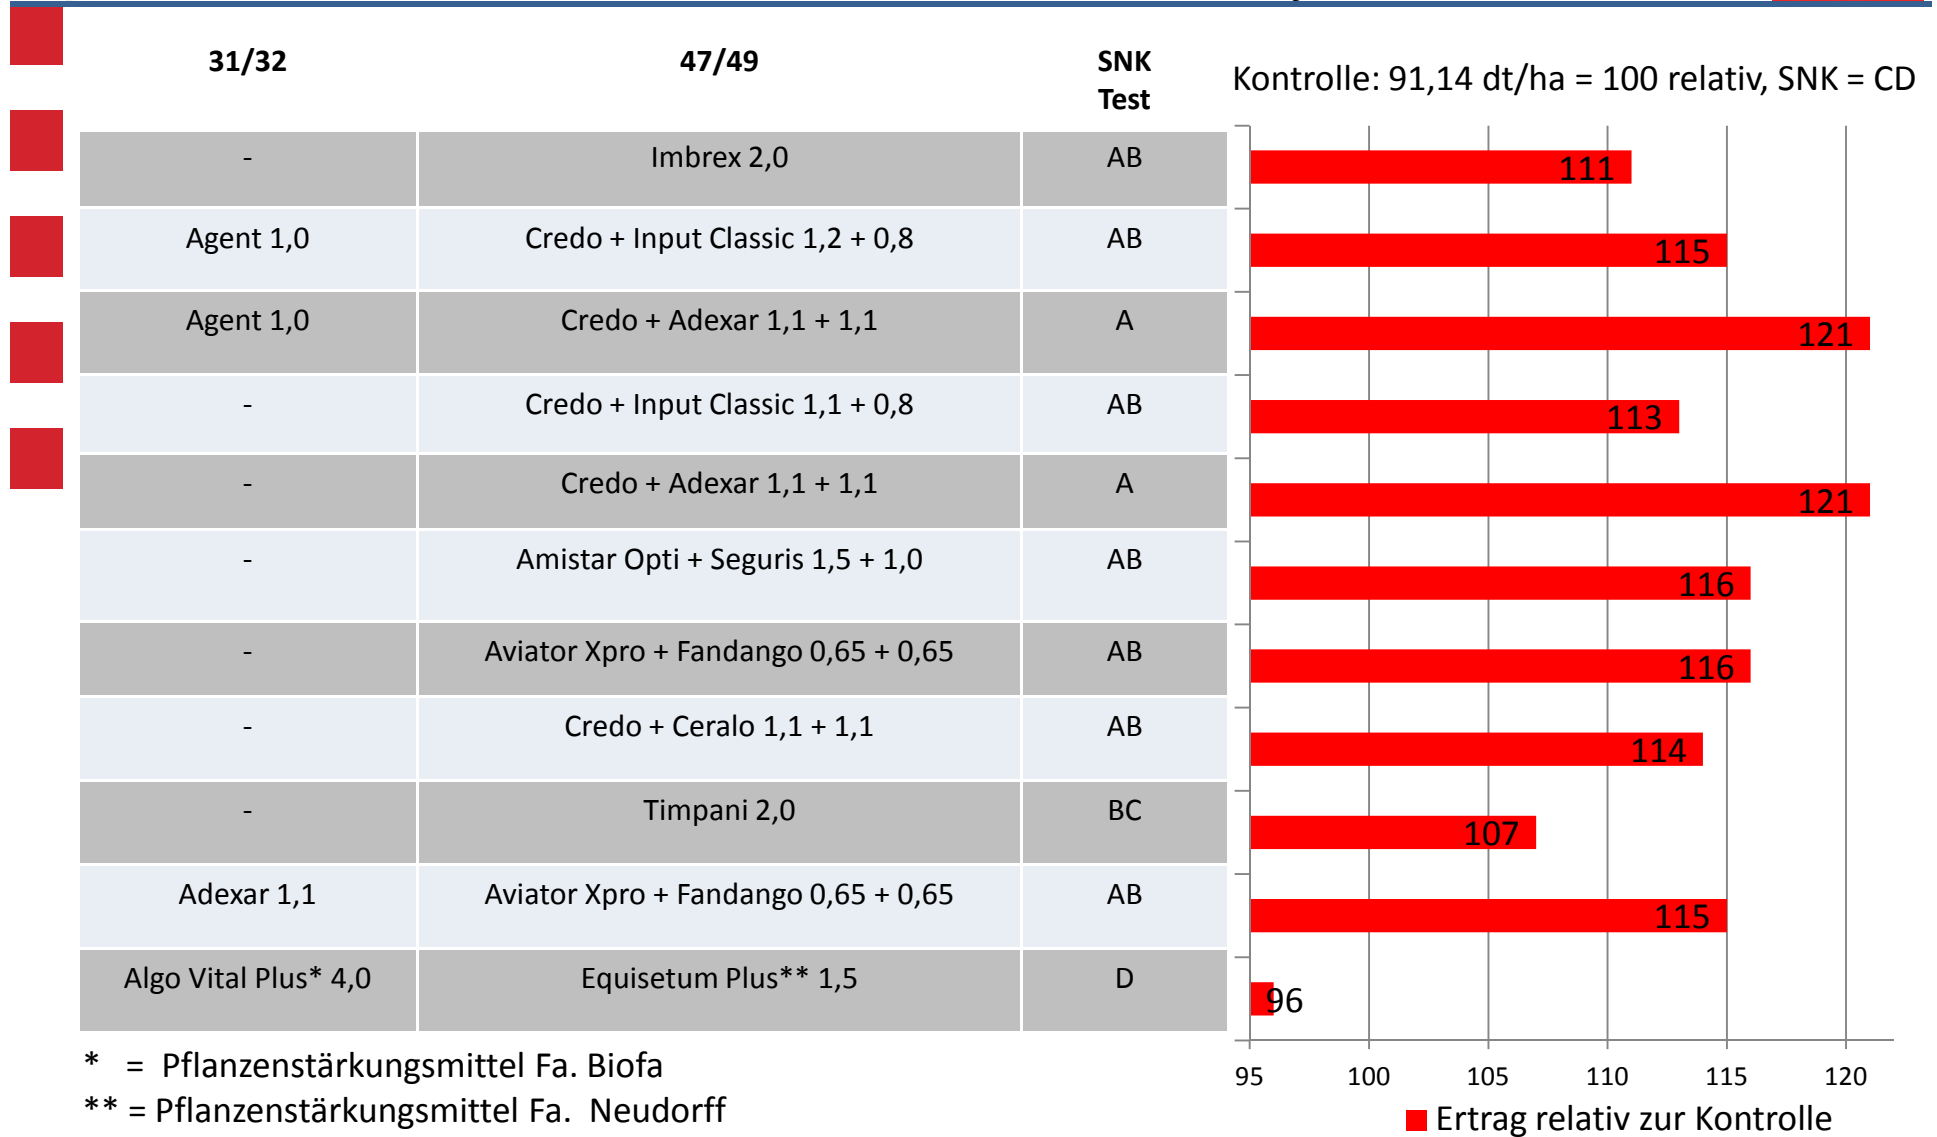 31/32 47/49 SNK Test
Kontrolle: 91,14 dt/ha = 100 relativ, SNK = CD
- Imbrex 2,0 AB 111
Agent 1,0 Credo + Input Classic 1,2 + 0,8 AB 115
Agent 1,0 Credo + Adexar 1,1 + 1,1 A 121
- Credo + Input Classic 1,1 + 0,8 AB 113
- Credo + Adexar 1,1 + 1,1 A 121
- Amistar Opti + Seguris 1,5 + 1,0 AB 116
- Aviator Xpro + Fandango 0,65 + 0,65 AB 116
- Credo + Ceralo 1,1 + 1,1 AB 114
- Timpani 2,0 BC 107
Adexar 1,1 Aviator Xpro + Fandango 0,65 + 0,65 AB 115
Algo Vital Plus* 4,0 Equisetum Plus** 1,5 D 96
95 100 105 110 115 120
Ertrag relativ zur Kontrolle
* = Pflanzenstärkungsmittel Fa. Biofa
** = Pflanzenstärkungsmittel Fa. Neudorff